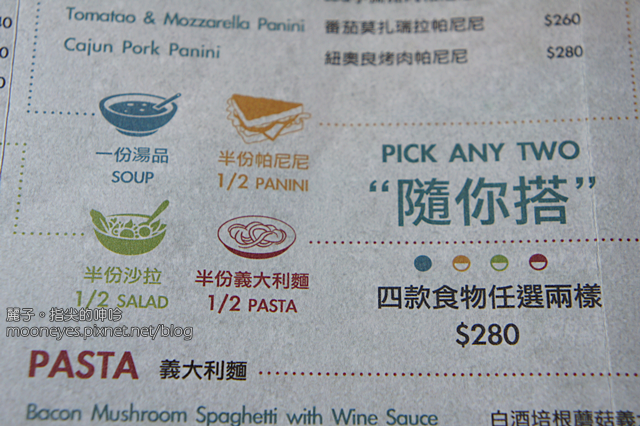 Tomatao & Mozzarella Panini 番茄莫扎瑞拉帕尼尼 $260
Cajun Pork Panini 紐奧良烤肉帕尼尼 $280
一份湯品
SOUP
半份帕尼尼
1/2 PANINI
半份沙拉
1/2 SALAD
半份義大利麵
1/2 PASTA
PICK ANY TWO
“隨你搭”
四款食物任選兩樣
$280
麗子。指尖的呻吟
mooneyes.pixnet.net/blog
PASTA 義大利麵
Bacon Mushroom Spaghetti with Wine Sauce 白酒培根蘑菇義